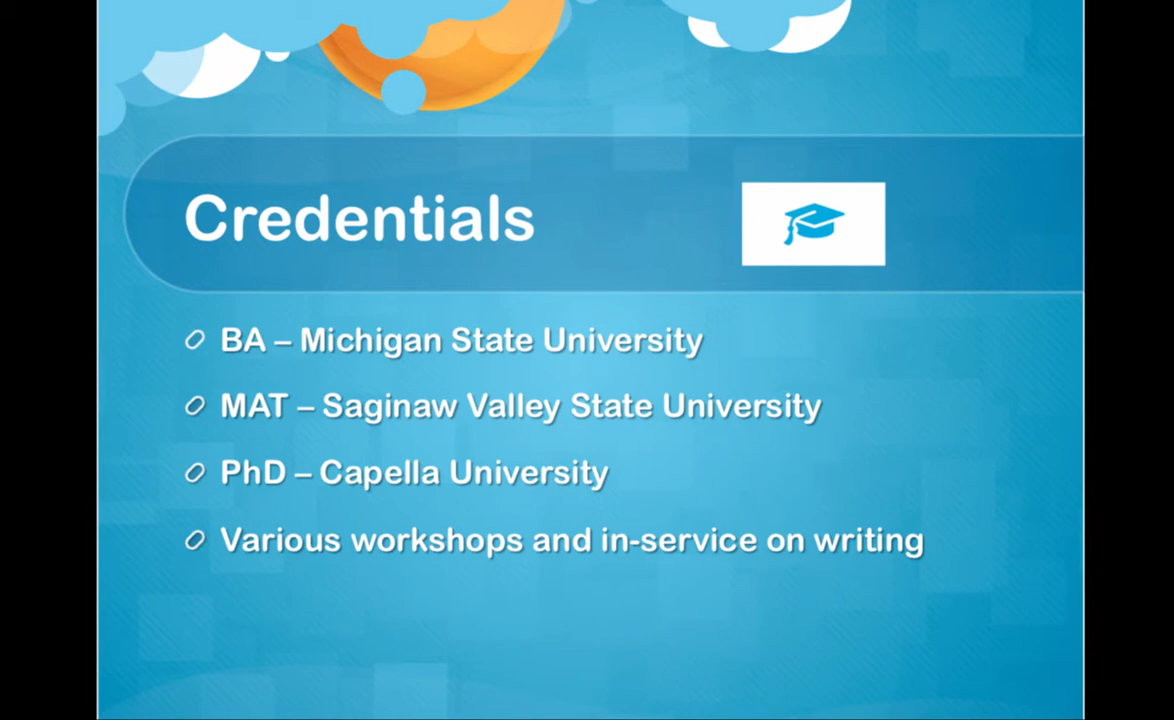 Credentials
BA – Michigan State University
MAT – Saginaw Valley State University
PhD – Capella University
Various workshops and in-service on writing